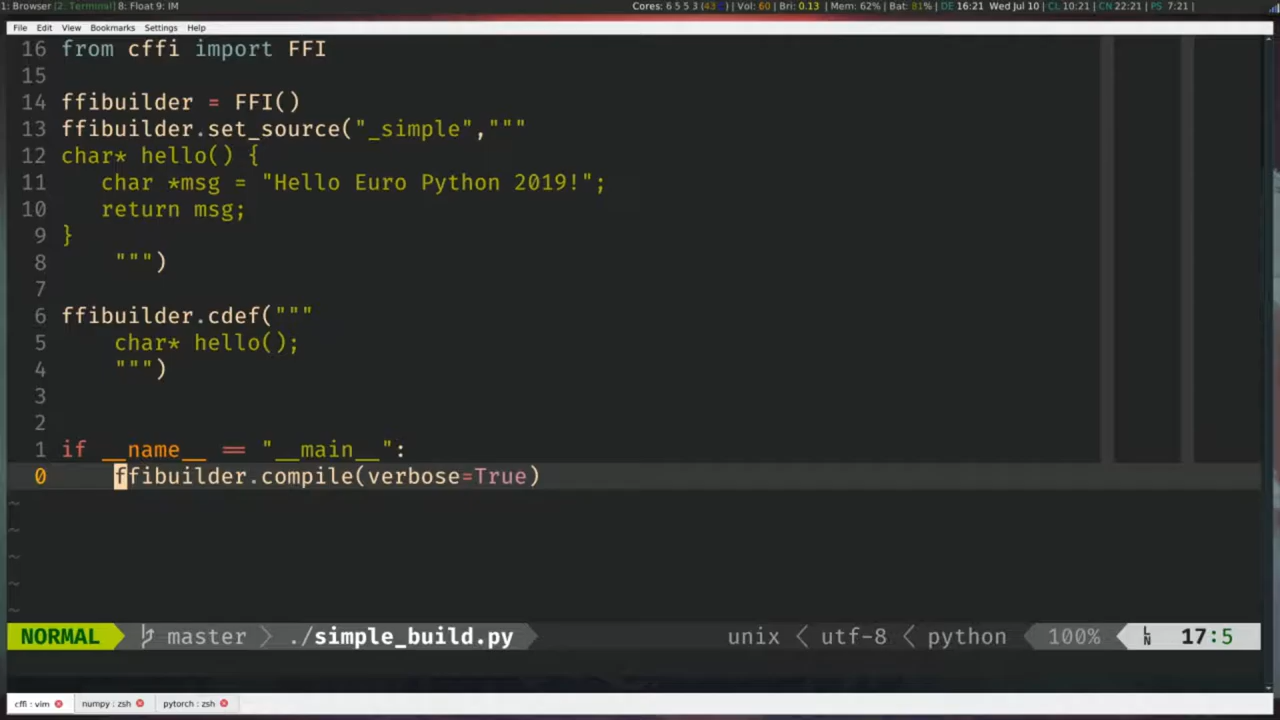 1: Browser 2: Terminal 8: Float 9: IM
Cores: 6 5 5 3 (43 ) | Vol: 60 | Bri: 0.13 | Mem: 62% | Bat: 81% DE 16:21 Wed Jul 10 | CL 10:21 | CN 22:21 | PS 7:21 |
File Edit View Bookmarks Settings Help
16 from cffi import FFI
15
14 ffibuilder = FFI()
13 ffibuilder.set_source("_simple","""
12 char* hello() {
11    char *msg = "Hello Euro Python 2019!";
10    return msg;
9 }
8     """)
7
6 ffibuilder.cdef("""
5     char* hello();
4     """)
3
2
1 if __name__ == "__main__":
0     ffibuilder.compile(verbose=True)
~
~
~
~
~
NORMAL master ./simple_build.py unix utf-8 python 100% LN 17:5
cffi : vim numpy : zsh pytorch : zsh